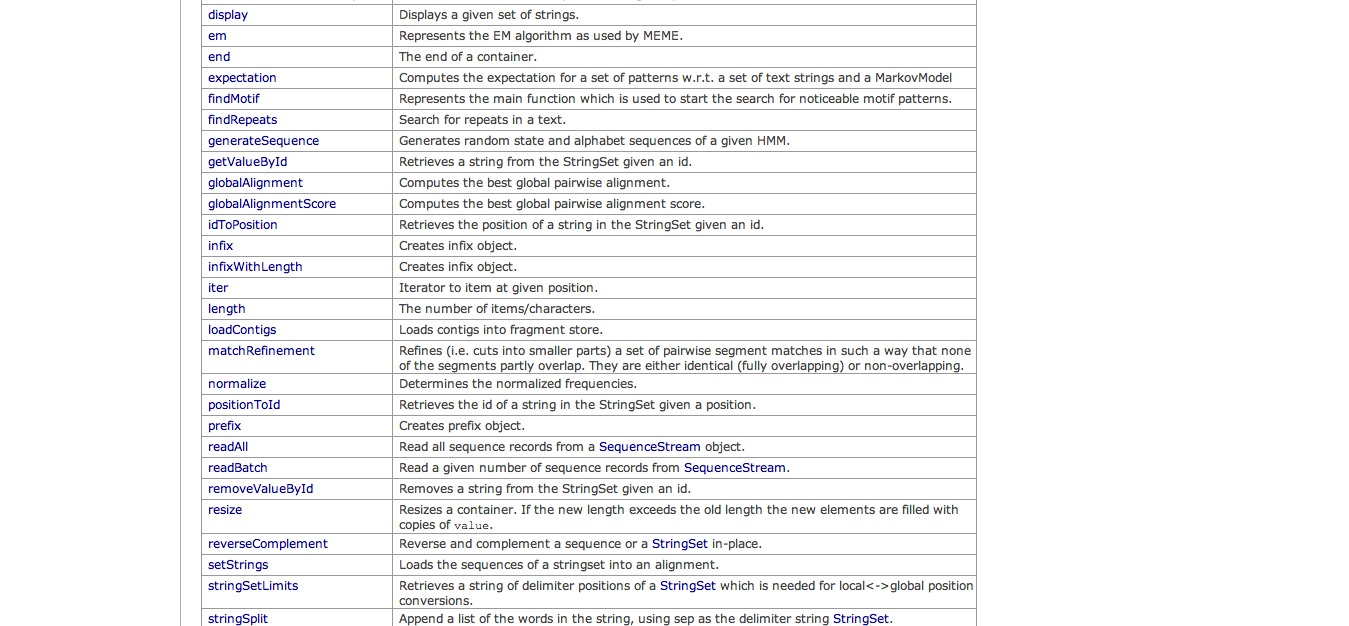 display Displays a given set of strings.
em Represents the EM algorithm as used by MEME.
end The end of a container.
expectation Computes the expectation for a set of patterns w.r.t. a set of text strings and a MarkovModel
findMotif Represents the main function which is used to start the search for noticeable motif patterns.
findRepeats Search for repeats in a text.
generateSequence Generates random state and alphabet sequences of a given HMM.
getValueById Retrieves a string from the StringSet given an id.
globalAlignment Computes the best global pairwise alignment.
globalAlignmentScore Computes the best global pairwise alignment score.
idToPosition Retrieves the position of a string in the StringSet given an id.
infix Creates infix object.
infixWithLength Creates infix object.
iter Iterator to item at given position.
length The number of items/characters.
loadContigs Loads contigs into fragment store.
matchRefinement Refines (i.e. cuts into smaller parts) a set of pairwise segment matches in such a way that none
of the segments partly overlap. They are either identical (fully overlapping) or non-overlapping.
normalize Determines the normalized frequencies.
positionToId Retrieves the id of a string in the StringSet given a position.
prefix Creates prefix object.
readAll Read all sequence records from a SequenceStream object.
readBatch Read a given number of sequence records from SequenceStream.
removeValueById Removes a string from the StringSet given an id.
resize Resizes a container. If the new length exceeds the old length the new elements are filled with
copies of value.
reverseComplement Reverse and complement a sequence or a StringSet in-place.
setStrings Loads the sequences of a stringset into an alignment.
stringSetLimits Retrieves a string of delimiter positions of a StringSet which is needed for local<->global position
conversions.
stringSplit Append a list of the words in the string, using sep as the delimiter string StringSet.